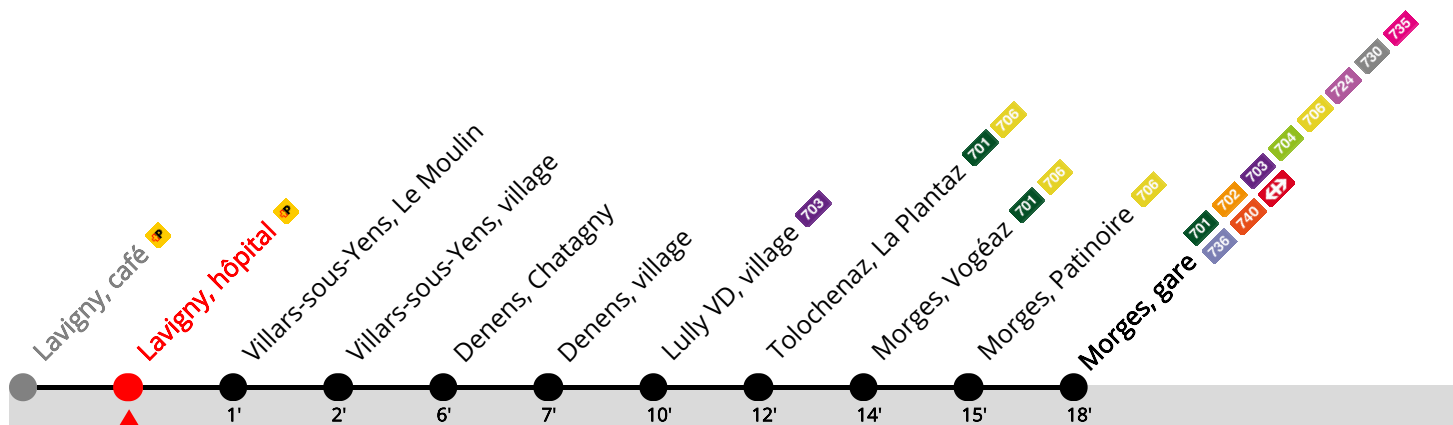 Lavigny, café P
Lavigny, hôpital P
Villars-sous-Yens, Le Moulin
Villars-sous-Yens, village
Denens, Chatagny
Denens, village
Lully VD, village 703
Tolochenaz, La Plantaz 701 706
Morges, Vogéaz 701 706
Morges, Patinoire 706
Morges, gare 701 702 703 704 706 724 730 735
736 740
1' 2' 6' 7' 10' 12' 14' 15' 18'